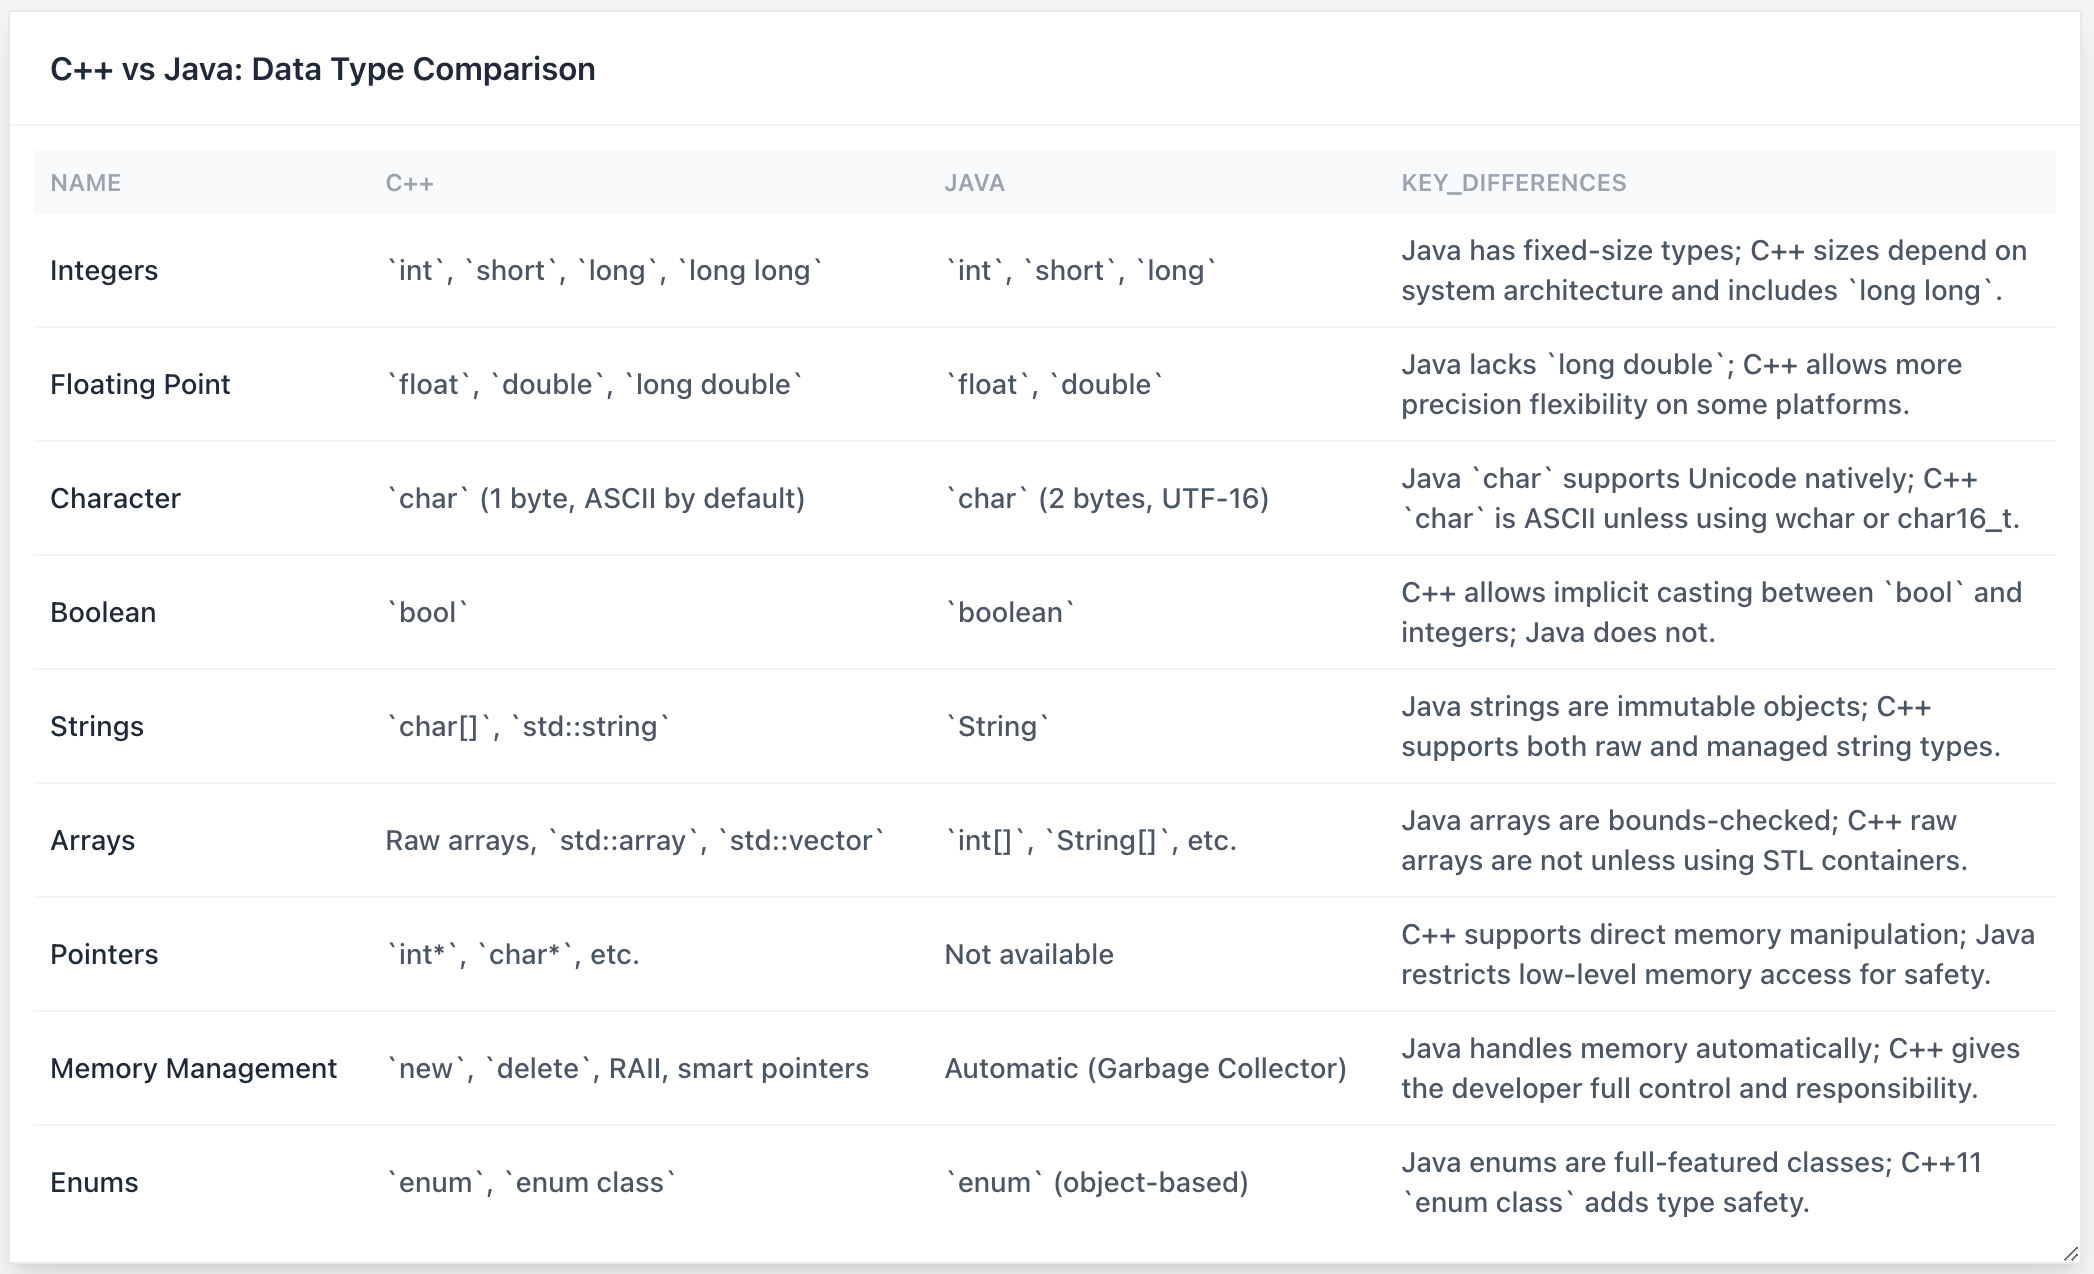 C++ vs Java: Data Type Comparison
NAME C++ JAVA KEY_DIFFERENCES
Integers `int`, `short`, `long`, `long long` `int`, `short`, `long` Java has fixed-size types; C++ sizes depend on
system architecture and includes `long long`.
Floating Point `float`, `double`, `long double` `float`, `double` Java lacks `long double`; C++ allows more
precision flexibility on some platforms.
Character `char` (1 byte, ASCII by default) `char` (2 bytes, UTF-16) Java `char` supports Unicode natively; C++
`char` is ASCII unless using wchar or char16_t.
Boolean `bool` `boolean` C++ allows implicit casting between `bool` and
integers; Java does not.
Strings `char[]`, `std::string` `String` Java strings are immutable objects; C++
supports both raw and managed string types.
Arrays Raw arrays, `std::array`, `std::vector` `int[]`, `String[]`, etc. Java arrays are bounds-checked; C++ raw
arrays are not unless using STL containers.
Pointers `int*`, `char*`, etc. Not available C++ supports direct memory manipulation; Java
restricts low-level memory access for safety.
Memory Management `new`, `delete`, RAII, smart pointers Automatic (Garbage Collector) Java handles memory automatically; C++ gives
the developer full control and responsibility.
Enums `enum`, `enum class` `enum` (object-based) Java enums are full-featured classes; C++11
`enum class` adds type safety.